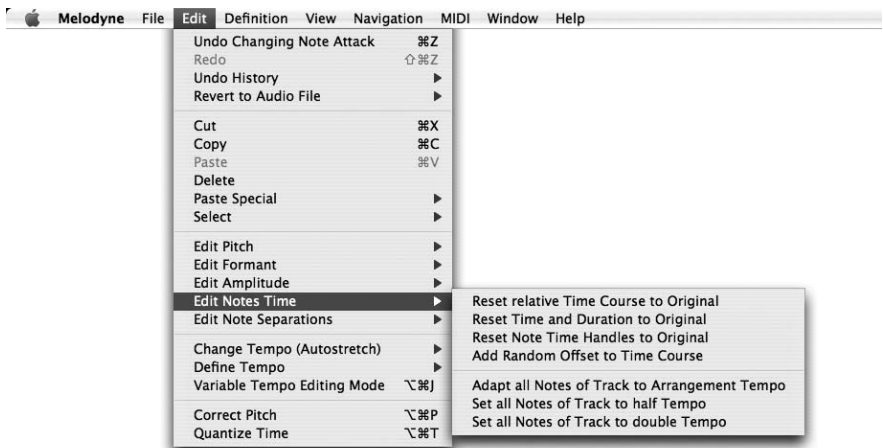 Melodyne File Edit Definition View Navigation MIDI Window Help
Undo Changing Note Attack ⌘Z
Redo ⇧⌘Z
Undo History ▶
Revert to Audio File ▶
Cut ⌘X
Copy ⌘C
Paste ⌘V
Delete
Paste Special ▶
Select ▶
Edit Pitch ▶
Edit Formant ▶
Edit Amplitude ▶
Edit Notes Time ▶
Edit Note Separations ▶
Change Tempo (Autostretch) ▶
Define Tempo ▶
Variable Tempo Editing Mode ⌥⌘J
Correct Pitch ⌥⌘P
Quantize Time ⌥⌘T
Reset relative Time Course to Original
Reset Time and Duration to Original
Reset Note Time Handles to Original
Add Random Offset to Time Course
Adapt all Notes of Track to Arrangement Tempo
Set all Notes of Track to half Tempo
Set all Notes of Track to double Tempo